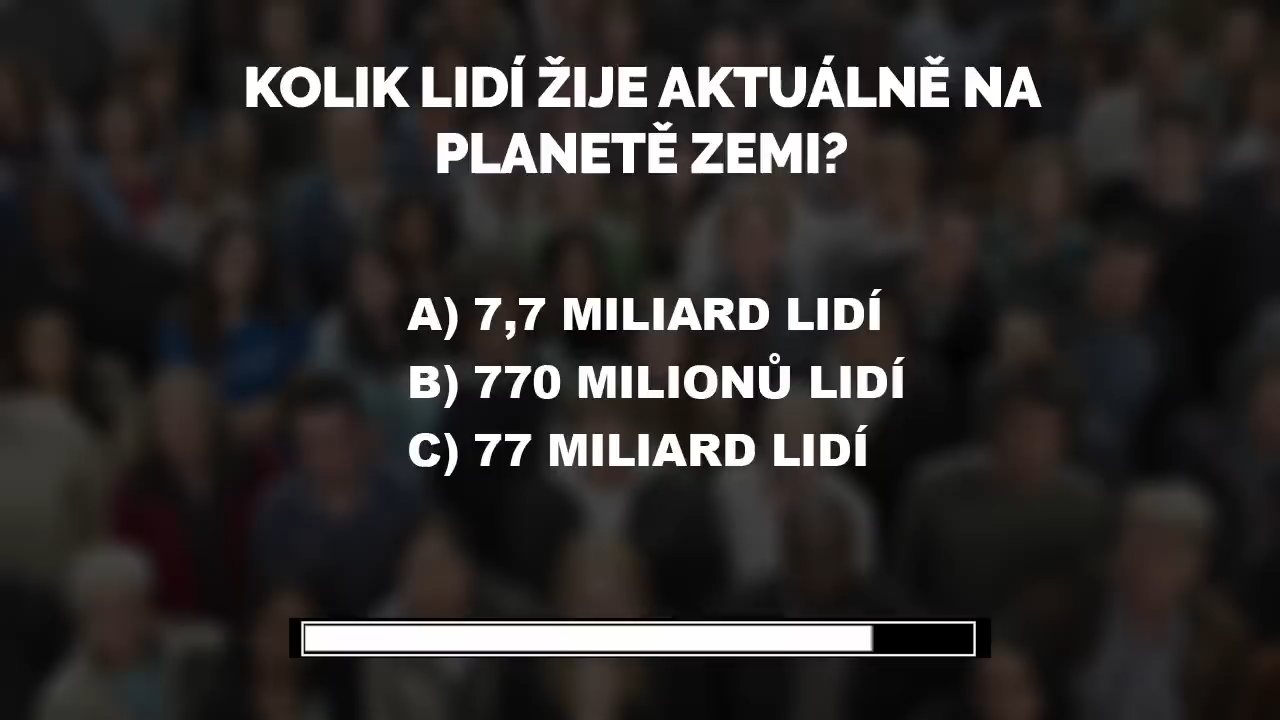 KOLIK LIDÍ ŽIJE AKTUÁLNĚ NA
PLANETĚ ZEMI?
A) 7,7 MILIARD LIDÍ
B) 770 MILIONŮ LIDÍ
C) 77 MILIARD LIDÍ